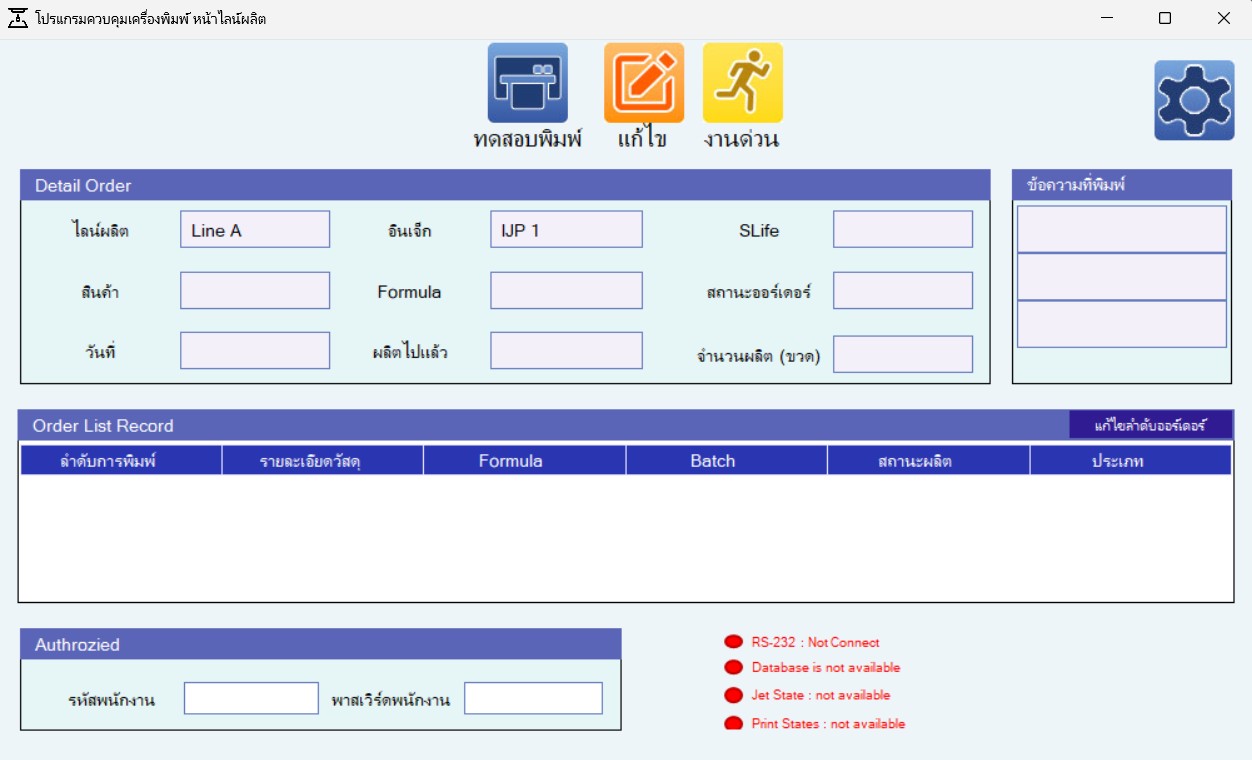 โปรแกรมควบคุมเครื่องพิมพ์ หน้าไลน์ผลิต
ทดสอบพิมพ์ แก้ไข งานด่วน
Detail Order
ไลน์ผลิต Line A อินเจ็ก IJP 1 SLife
สินค้า Formula สถานะออร์เดอร์
วันที่ ผลิตไปแล้ว จำนวนผลิต (ขวด)
ข้อความที่พิมพ์
Order List Record แก้ไขลำดับออร์เดอร์
ลำดับการพิมพ์ รายละเอียดวัสดุ Formula Batch สถานะผลิต ประเภท
Authrozied
รหัสพนักงาน พาสเวิร์ดพนักงาน
RS-232 : Not Connect
Database is not available
Jet State : not available
Print States : not available